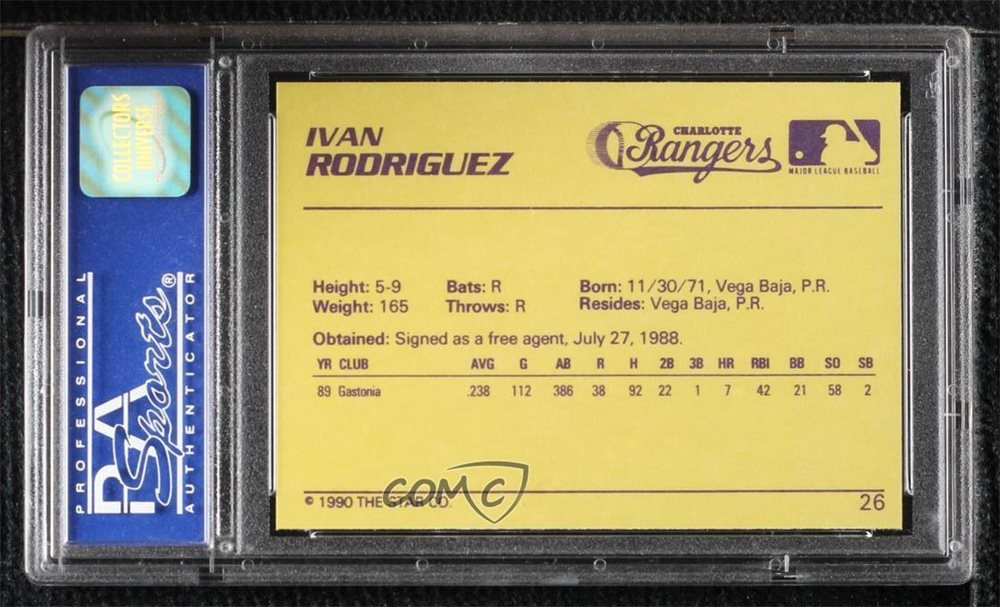 COLLECTORS
UNIVERSE
PROFESSIONAL
PSA
Sports®
AUTHENTICATOR
IVAN
RODRIGUEZ
CHARLOTTE
Rangers
MAJOR LEAGUE BASEBALL
Height: 5-9 Bats: R Born: 11/30/71, Vega Baja, P.R.
Weight: 165 Throws: R Resides: Vega Baja, P.R.
Obtained: Signed as a free agent, July 27, 1988.
YR CLUB AVG G AB R H 2B 3B HR RBI BB SO SB
89 Gastonia .238 112 386 38 92 22 1 7 42 21 58 2
© 1990 THE STAR CO. 26
COMC